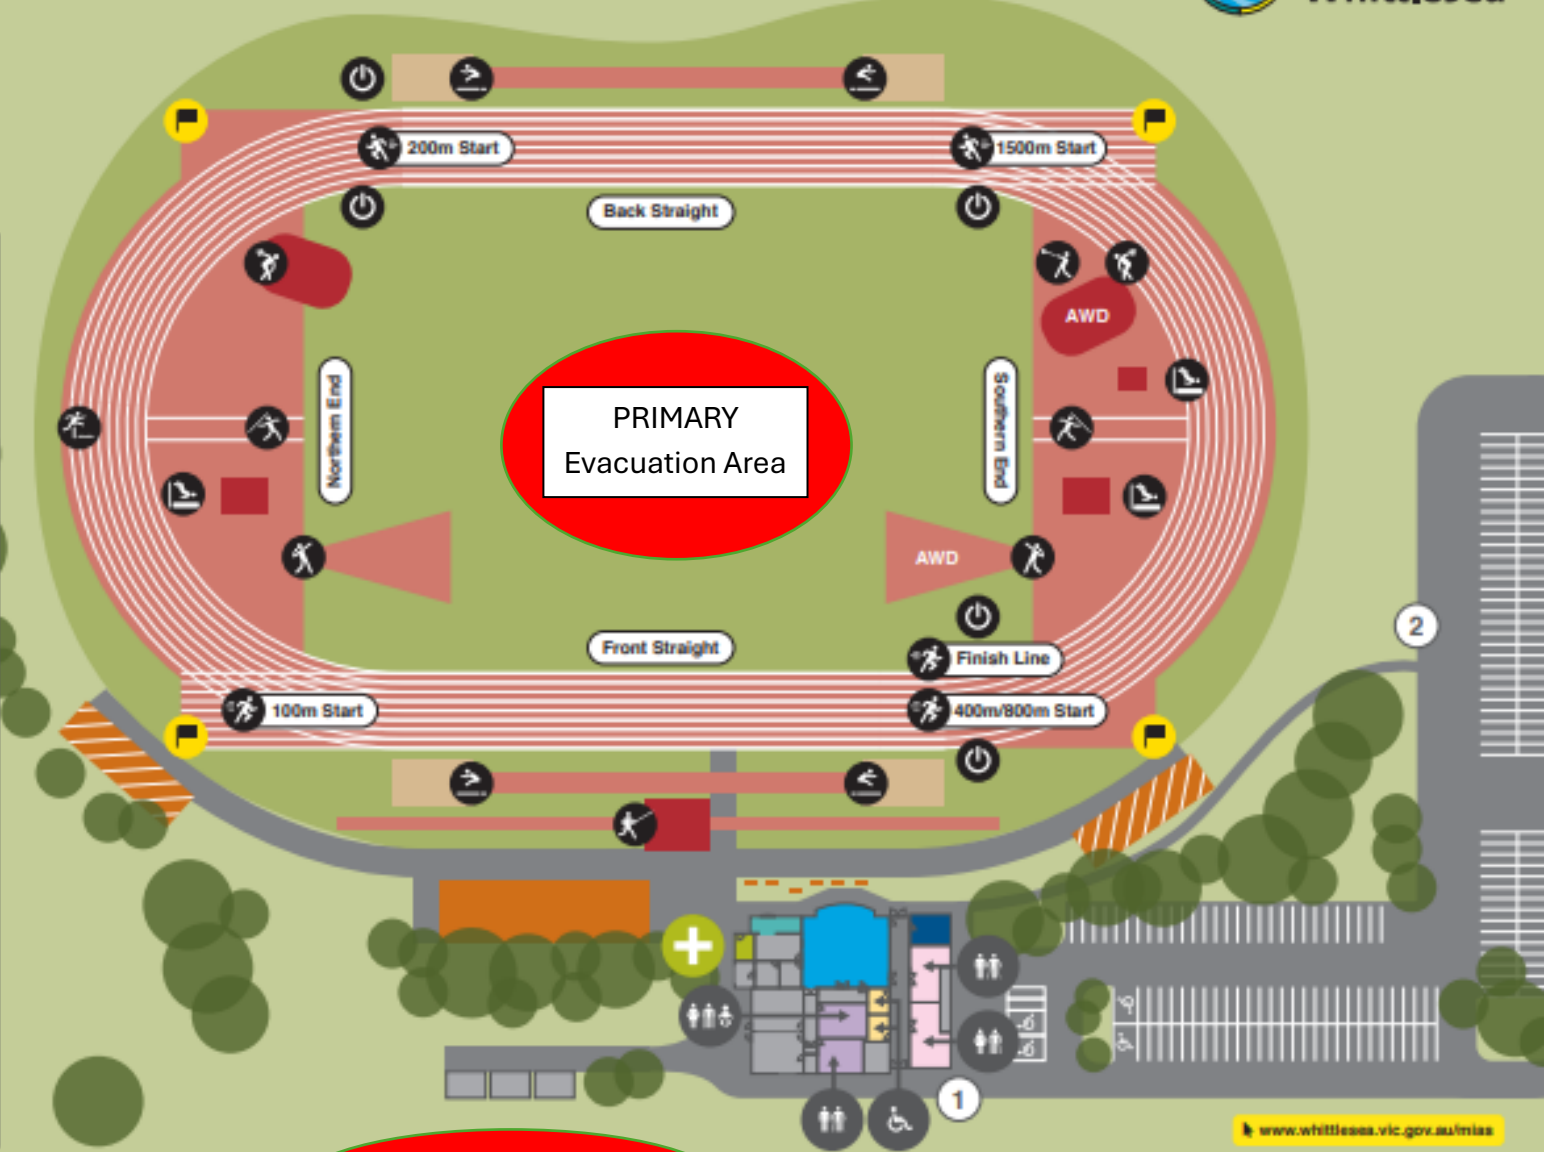 200m Start
1500m Start
Back Straight
AWD
Northern End
PRIMARY
Evacuation Area
Southern End
AWD
2
Front Straight
Finish Line
100m Start
400m/800m Start
1
www.whittlesea.vic.gov.au/mias